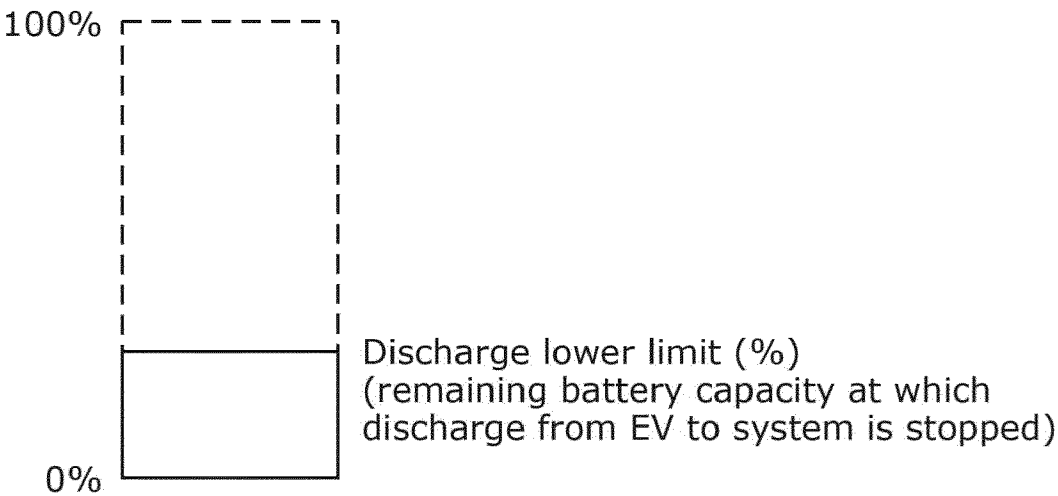 100%
Discharge lower limit (%)
(remaining battery capacity at which
discharge from EV to system is stopped)
0%